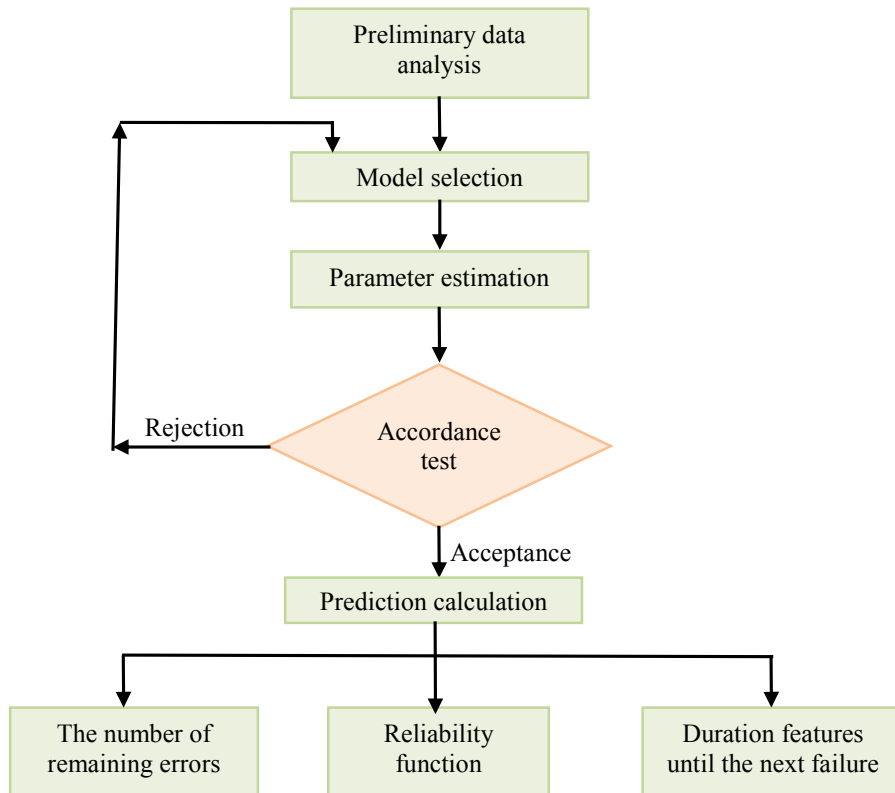 Preliminary data
analysis
Model selection
Parameter estimation
Rejection
Accordance
test
Acceptance
Prediction calculation
The number of
remaining errors
Reliability
function
Duration features
until the next failure